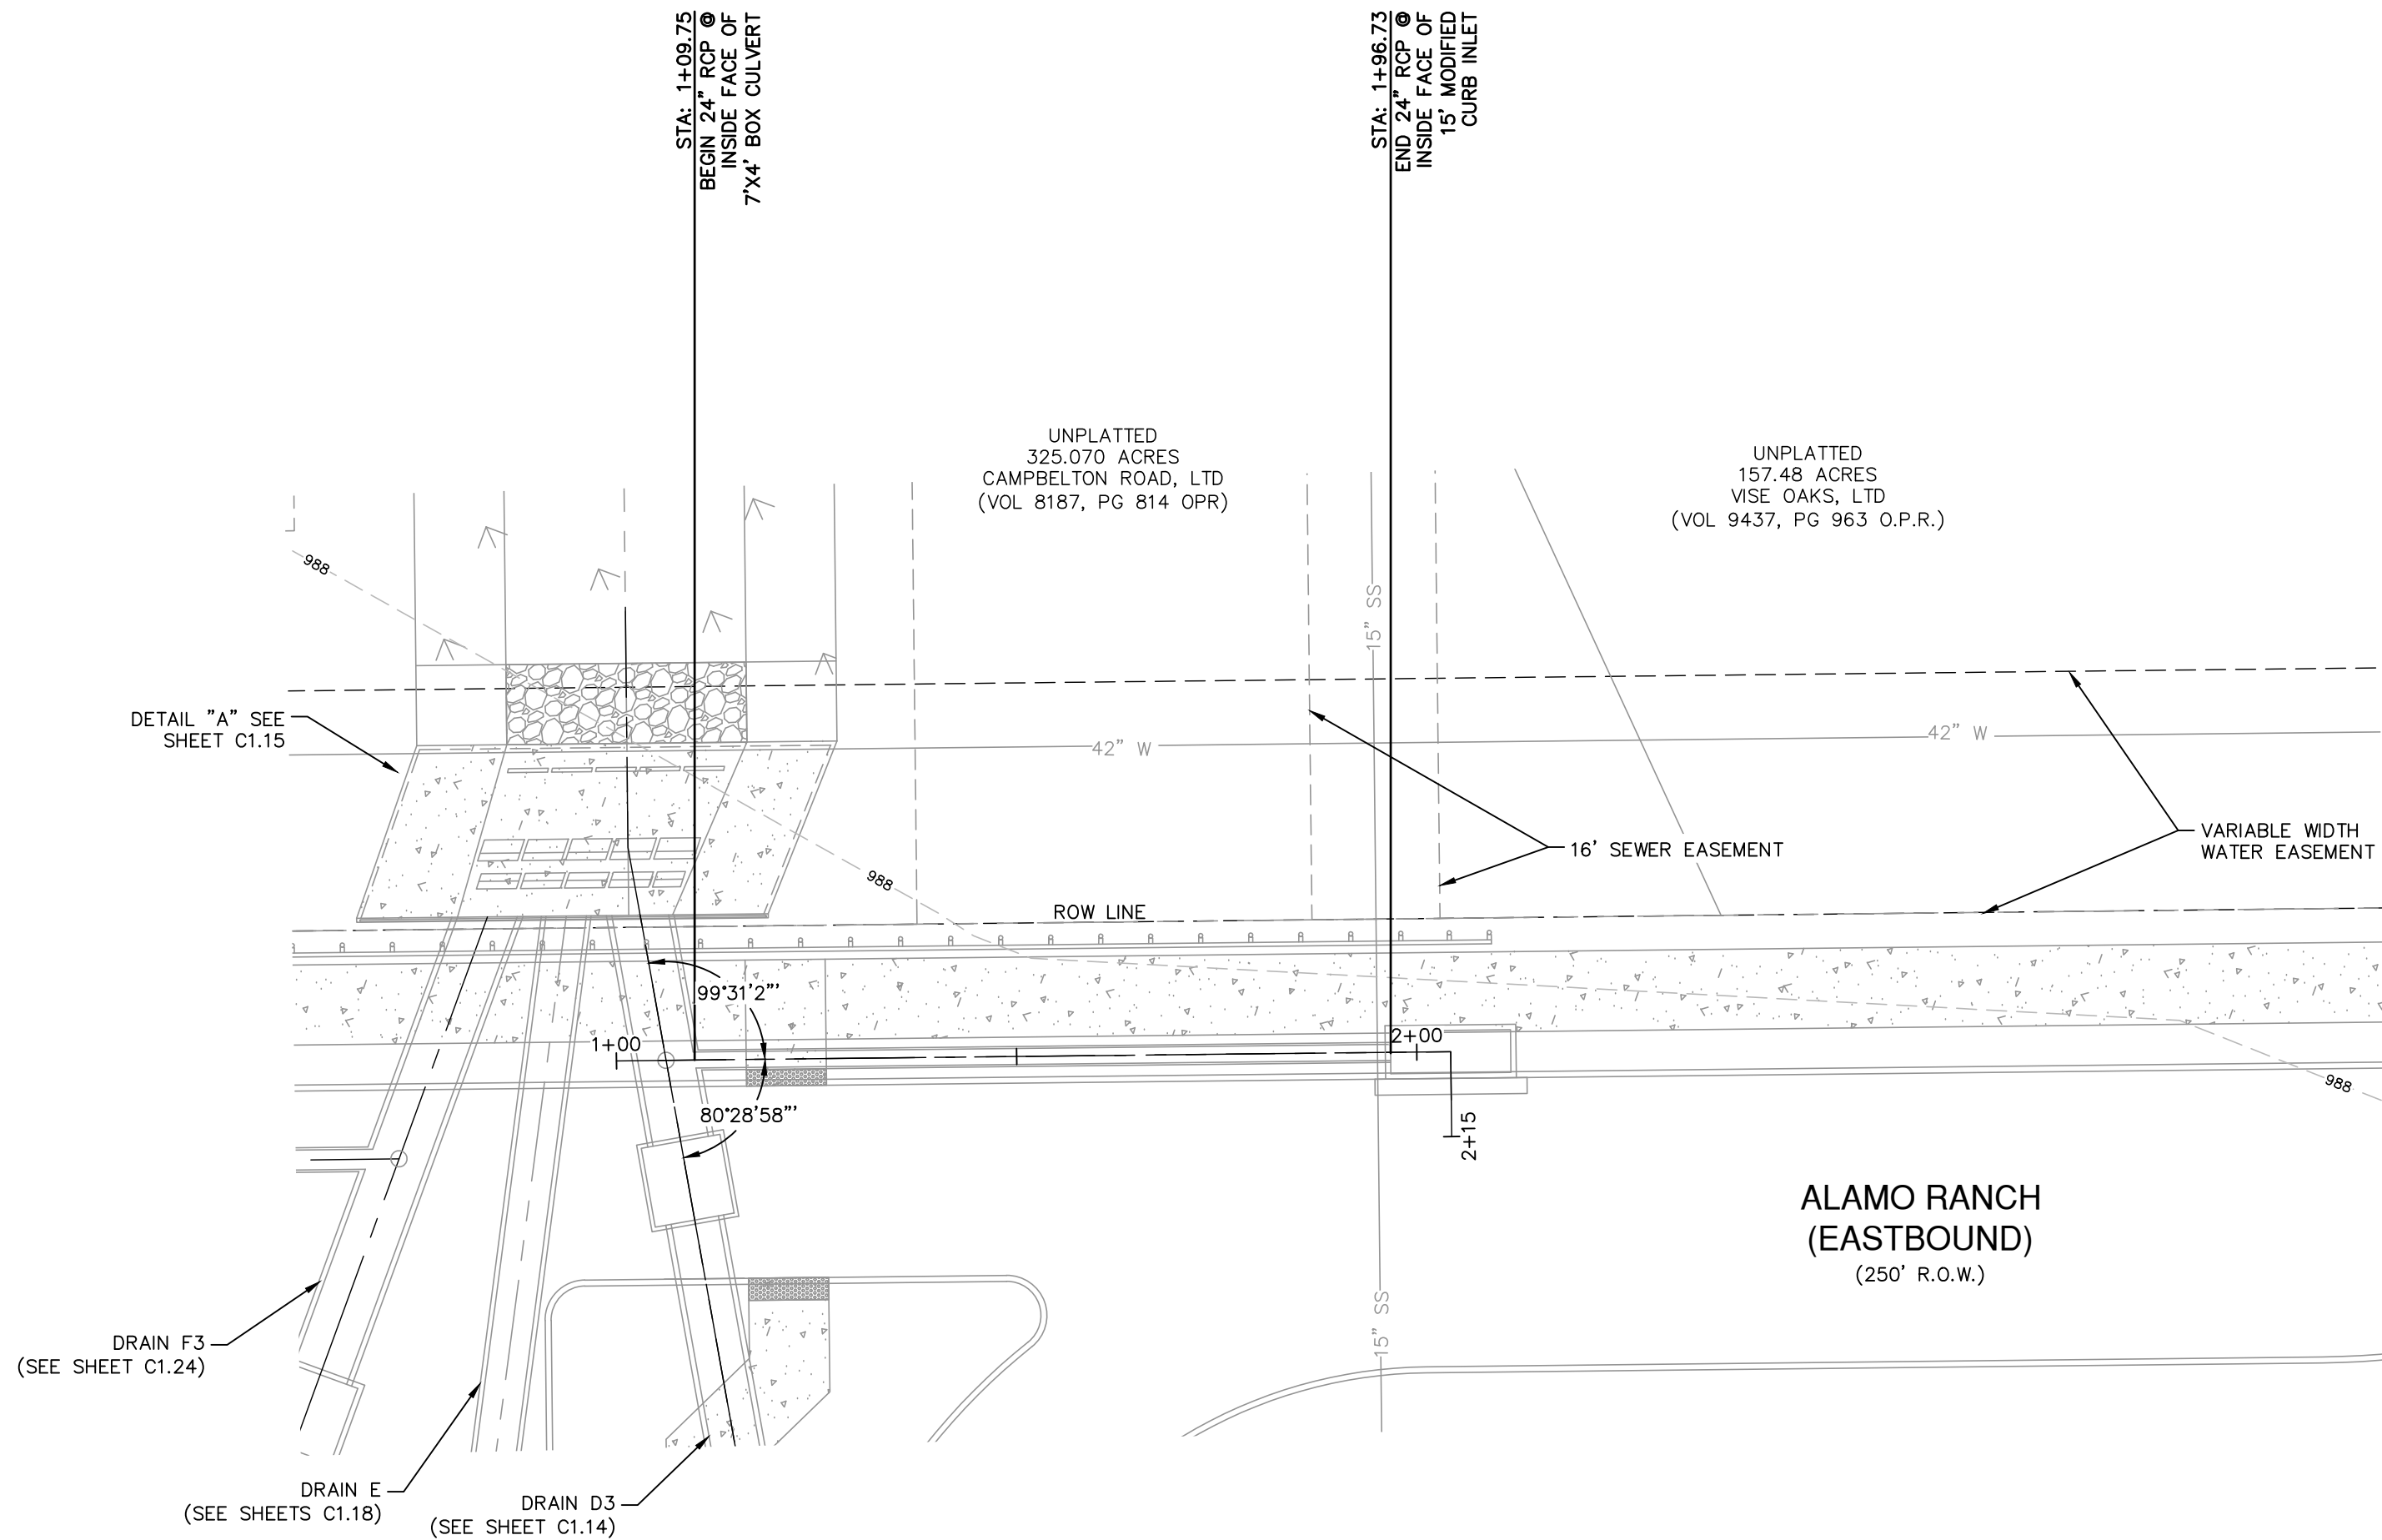 STA: 1+09.75
BEGIN 24" RCP @
INSIDE FACE OF
7'X4' BOX CULVERT
STA: 1+96.73
END 24" RCP @
INSIDE FACE OF
15' MODIFIED
CURB INLET
UNPLATTED
325.070 ACRES
CAMPBELTON ROAD, LTD
(VOL 8187, PG 814 OPR)
UNPLATTED
157.48 ACRES
VISE OAKS, LTD
(VOL 9437, PG 963 O.P.R.)
988
15" SS
DETAIL "A" SEE
SHEET C1.15
42" W
42" W
16' SEWER EASEMENT
VARIABLE WIDTH
WATER EASEMENT
988
ROW LINE
99°31'2"'
1+00
2+00
80°28'58"'
2+15
988
ALAMO RANCH
(EASTBOUND)
(250' R.O.W.)
15" SS
DRAIN F3
(SEE SHEET C1.24)
DRAIN E
(SEE SHEETS C1.18)
DRAIN D3
(SEE SHEET C1.14)